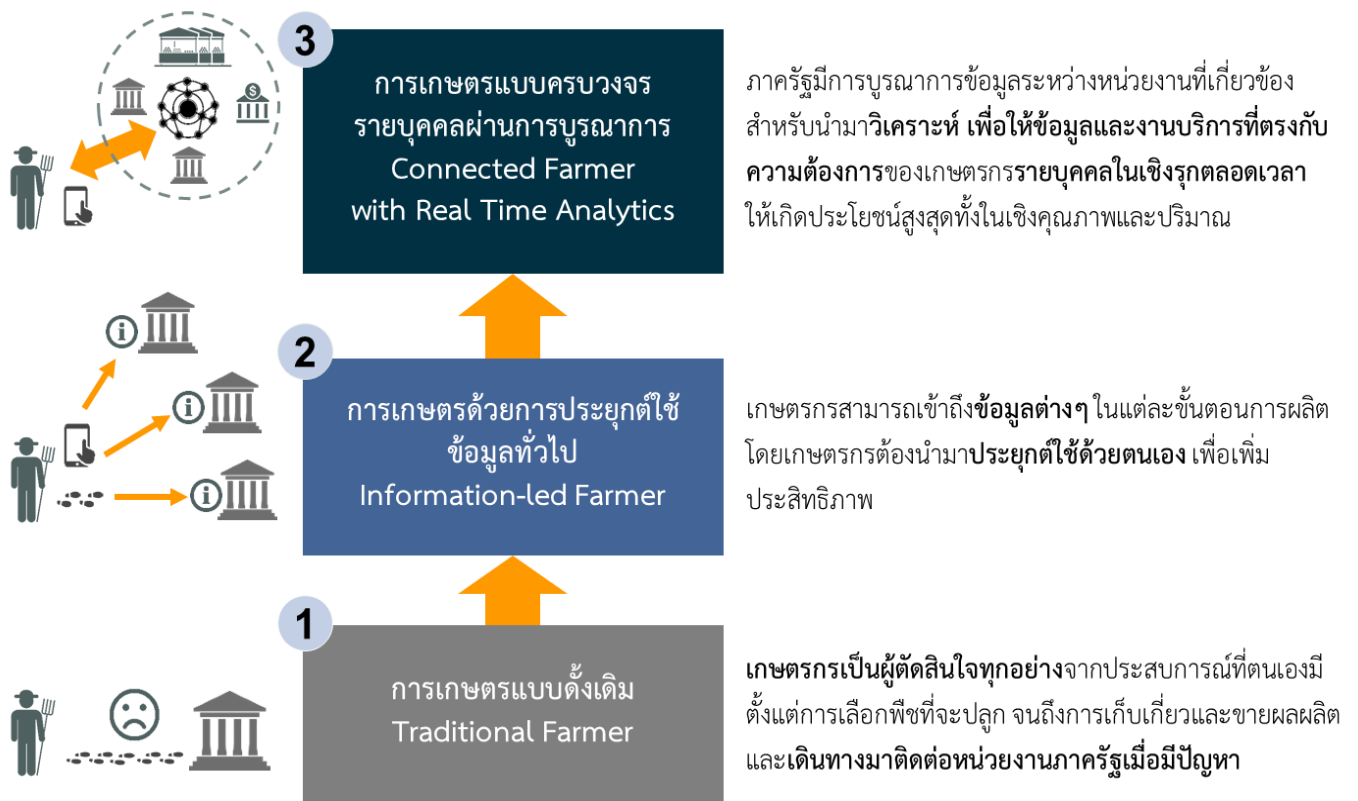 3
การเกษตรแบบครบวงจร
รายบุคคลผ่านการบูรณาการ
Connected Farmer
with Real Time Analytics
ภาครัฐมีการบูรณาการข้อมูลระหว่างหน่วยงานที่เกี่ยวข้อง
สำหรับนำมาวิเคราะห์ เพื่อให้ข้อมูลและงานบริการที่ตรงกับ
ความต้องการของเกษตรกรรายบุคคลในเชิงรุกตลอดเวลา
ให้เกิดประโยชน์สูงสุดทั้งในเชิงคุณภาพและปริมาณ
2
การเกษตรด้วยการประยุกต์ใช้
ข้อมูลทั่วไป
Information-led Farmer
เกษตรกรสามารถเข้าถึงข้อมูลต่างๆ ในแต่ละขั้นตอนการผลิต
โดยเกษตรกรต้องนำมาประยุกต์ใช้ด้วยตนเอง เพื่อเพิ่ม
ประสิทธิภาพ
1
การเกษตรแบบดั้งเดิม
Traditional Farmer
เกษตรกรเป็นผู้ตัดสินใจทุกอย่างจากประสบการณ์ที่ตนเองมี
ตั้งแต่การเลือกพืชที่จะปลูก จนถึงการเก็บเกี่ยวและขายผลผลิต
และเดินทางมาติดต่อหน่วยงานภาครัฐเมื่อมีปัญหา